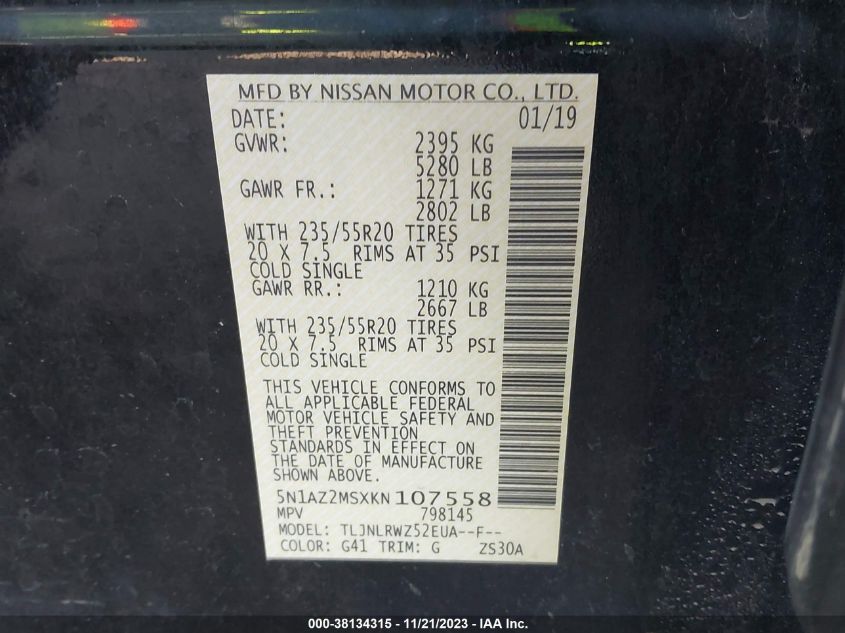 MFD BY NISSAN MOTOR CO., LTD.
DATE: 01/19
GVWR: 2395 KG
5280 LB
GAWR FR.: 1271 KG
2802 LB
WITH 235/55R20 TIRES
20 X 7.5 RIMS AT 35 PSI
COLD SINGLE
GAWR RR.: 1210 KG
2667 LB
WITH 235/55R20 TIRES
20 X 7.5 RIMS AT 35 PSI
COLD SINGLE
THIS VEHICLE CONFORMS TO
ALL APPLICABLE FEDERAL
MOTOR VEHICLE SAFETY AND
THEFT PREVENTION
STANDARDS IN EFFECT ON
THE DATE OF MANUFACTURE
SHOWN ABOVE.
5N1AZ2MSXKN 107558
MPV 798145
MODEL: TLJNLRWZ52EUA--F--
COLOR: G41 TRIM: G ZS30A
000-38134315 - 11/21/2023 - IAA Inc.